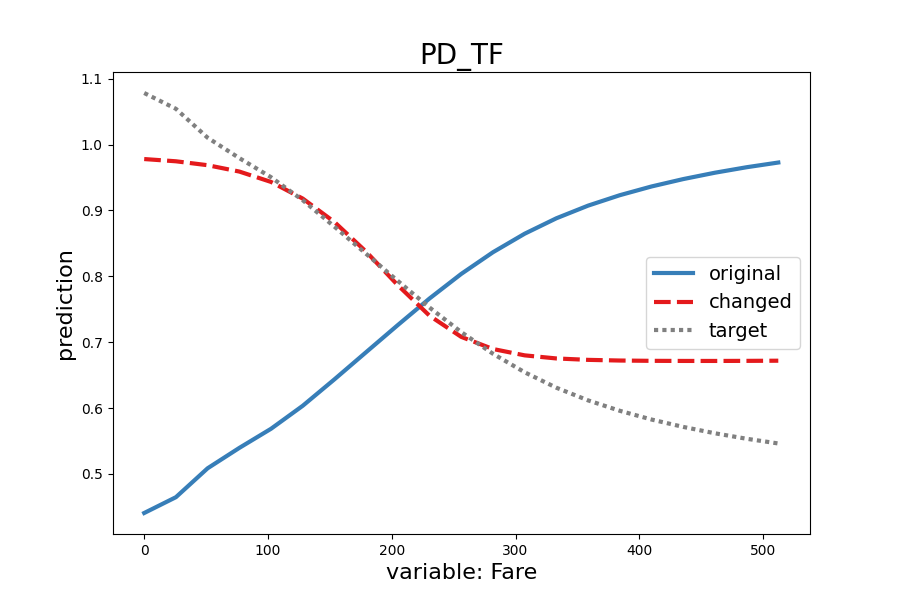 PD_TF
prediction
1.1
1.0
0.9
0.8
0.7
0.6
0.5
original
changed
target
0 100 200 300 400 500
variable: Fare